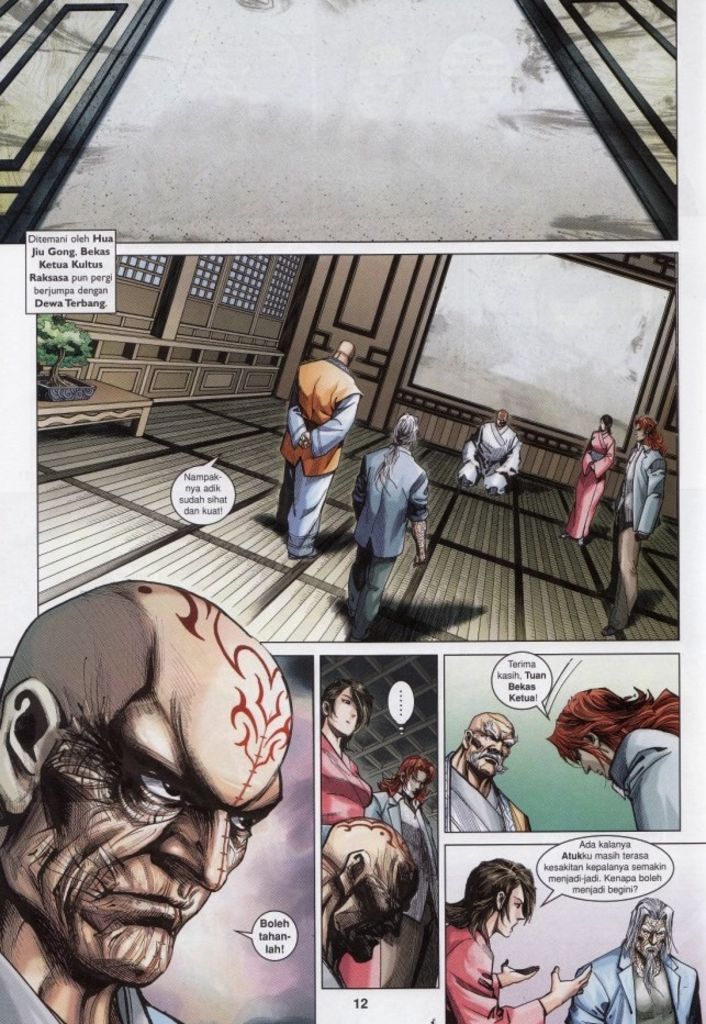 Ditemani oleh Hua
Jiu Gong, Bekas
Ketua Kultus
Raksasa pun pergi
berjumpa dengan
Dewa Terbang.
Nampak-
nya adik
sudah sihat
dan kuat!
Boleh
tahan-
lah!
......
Terima
kasih, Tuan
Bekas
Ketua!
Ada kalanya
Atukku masih terasa
kesakitan kepalanya semakin
menjadi-jadi. Kenapa boleh
menjadi begini?
12